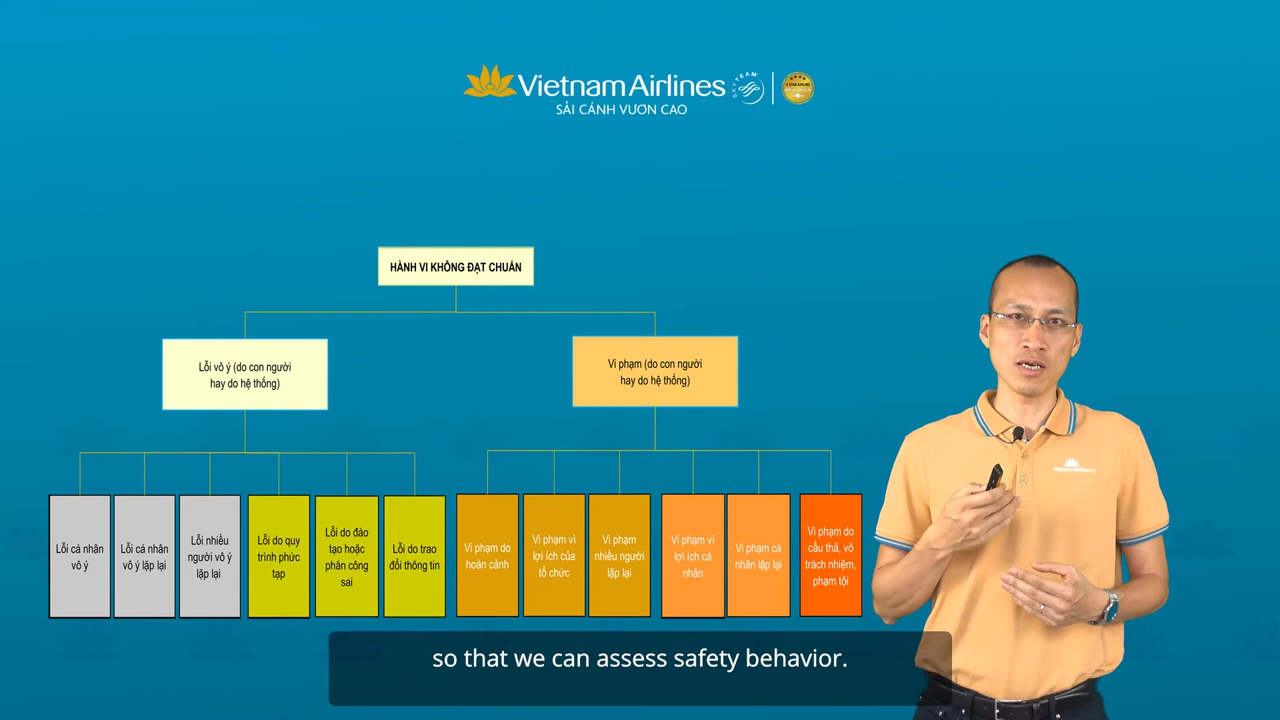 Vietnam Airlines
SKYTEAM
SẢI CÁNH VƯƠN CAO
HÀNH VI KHÔNG ĐẠT CHUẨN
Lỗi vô ý (do con người
hay do hệ thống)
Vi phạm (do con người
hay do hệ thống)
Lỗi cá nhân
vô ý
Lỗi cá nhân
vô ý lặp lại
Lỗi nhiều
người vô ý
lặp lại
Lỗi do quy
trình phức
tạp
Lỗi do đào
tạo hoặc
phân công
sai
Lỗi do trao
đổi thông tin
Vi phạm do
hoàn cảnh
Vi phạm vì
lợi ích của
tổ chức
Vi phạm
nhiều người
lặp lại
Vi phạm vì
lợi ích cá
nhân
Vi phạm cá
nhân lặp lại
Vi phạm do
cẩu thả, vô
trách nhiệm,
phạm tội
Vietnam Airlines
so that we can assess safety behavior.